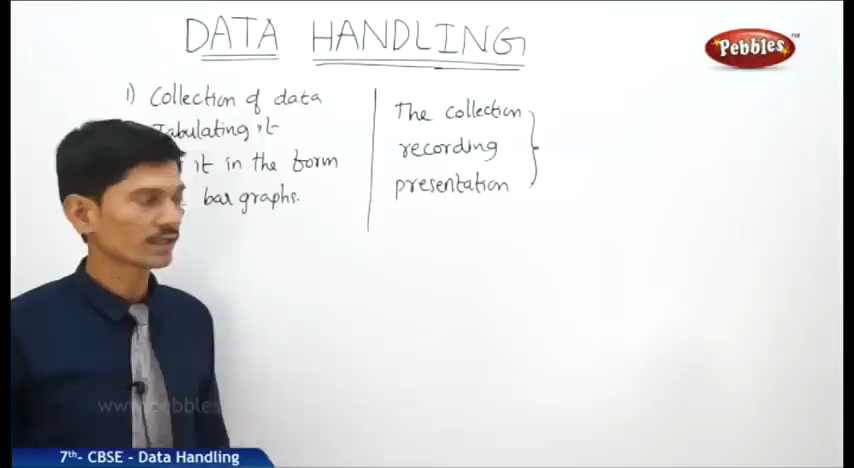 DATA HANDLING
Pebbles™
1) Collection of data
Tabulating it
it in the form
bar graphs.
The collection
recording
presentation
7th- CBSE - Data Handling